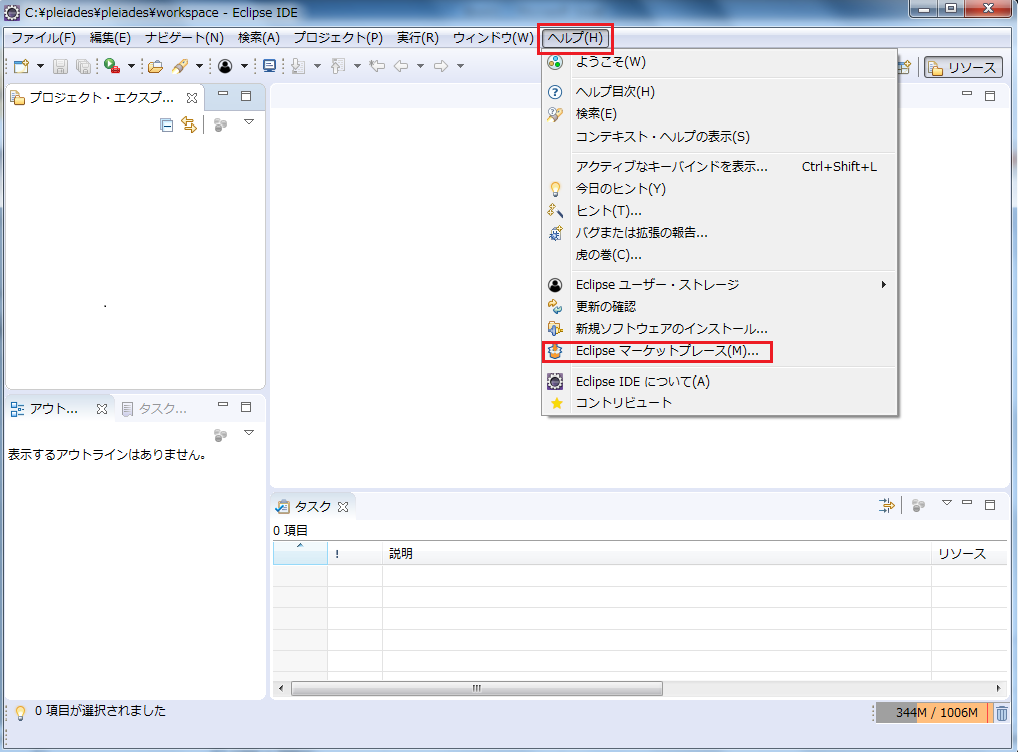 C:¥pleiades¥pleiades¥workspace - Eclipse IDE
ファイル(F) 編集(E) ナビゲート(N) 検索(A) プロジェクト(P) 実行(R) ウィンドウ(W) ヘルプ(H)
リソース
プロジェクト・エクスプ...
ようこそ(W)
ヘルプ目次(H)
検索(E)
コンテキスト・ヘルプの表示(S)
アクティブなキーバインドを表示... Ctrl+Shift+L
今日のヒント(Y)
ヒント(T)...
バグまたは拡張の報告...
虎の巻(C)...
Eclipse ユーザー・ストレージ
更新の確認
新規ソフトウェアのインストール...
Eclipse マーケットプレース(M)...
Eclipse IDE について(A)
コントリビュート
アウト... タスク...
表示するアウトラインはありません。
タスク
0 項目
! 説明 リソース
0 項目が選択されました
344M / 1006M